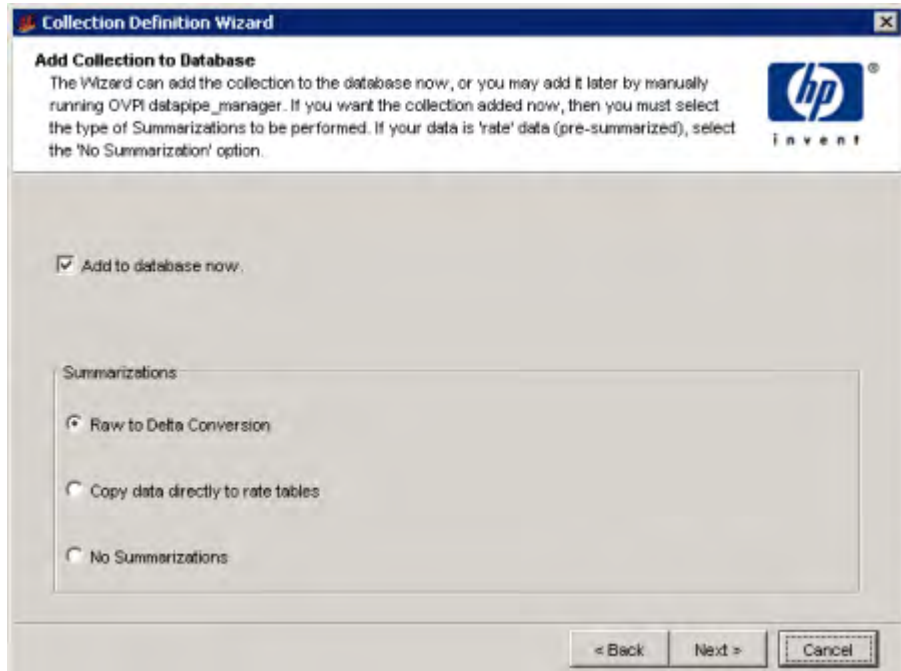 Collection Definition Wizard
Add Collection to Database
The Wizard can add the collection to the database now, or you may add it later by manually
running OVPI datapipe_manager. If you want the collection added now, then you must select
the type of Summarizations to be performed. If your data is 'rate' data (pre-summarized), select
the 'No Summarization' option.
hp
®
invent
Add to database now.
Summarizations
Raw to Delta Conversion
Copy data directly to rate tables
No Summarizations
< Back
Next >
Cancel